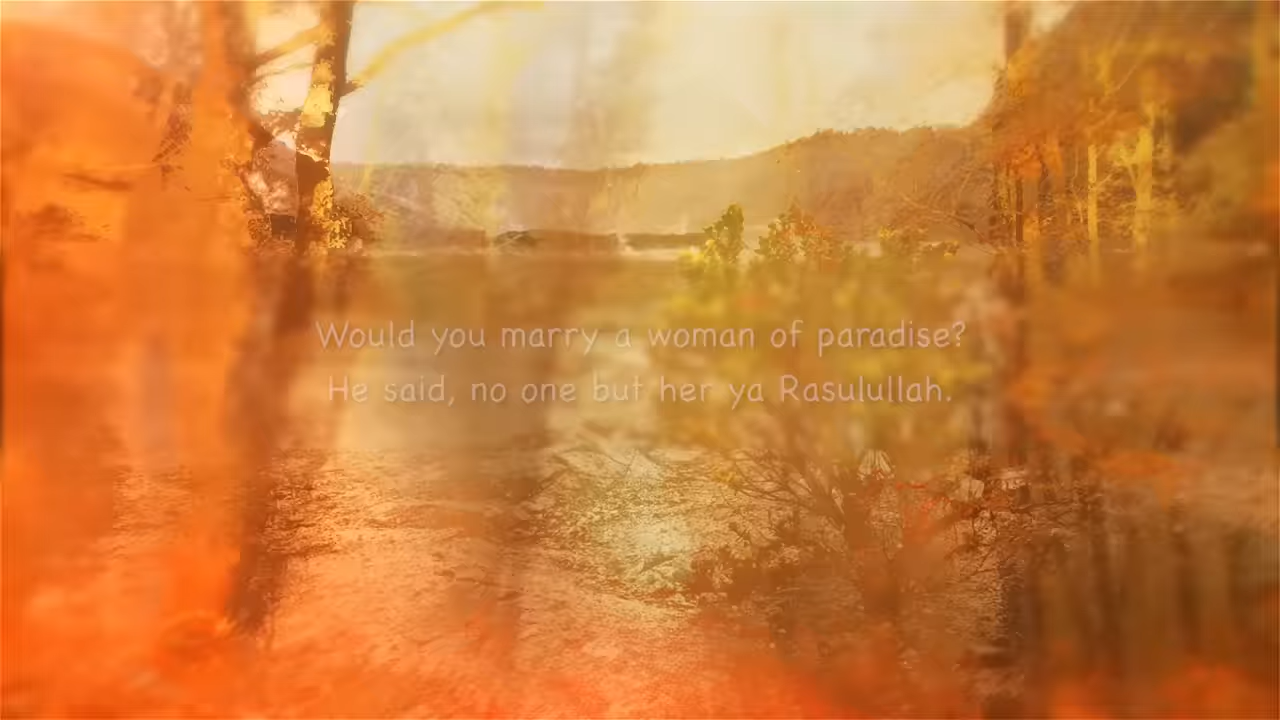 Would you marry a woman of paradise?
He said, no one but her ya Rasulullah.